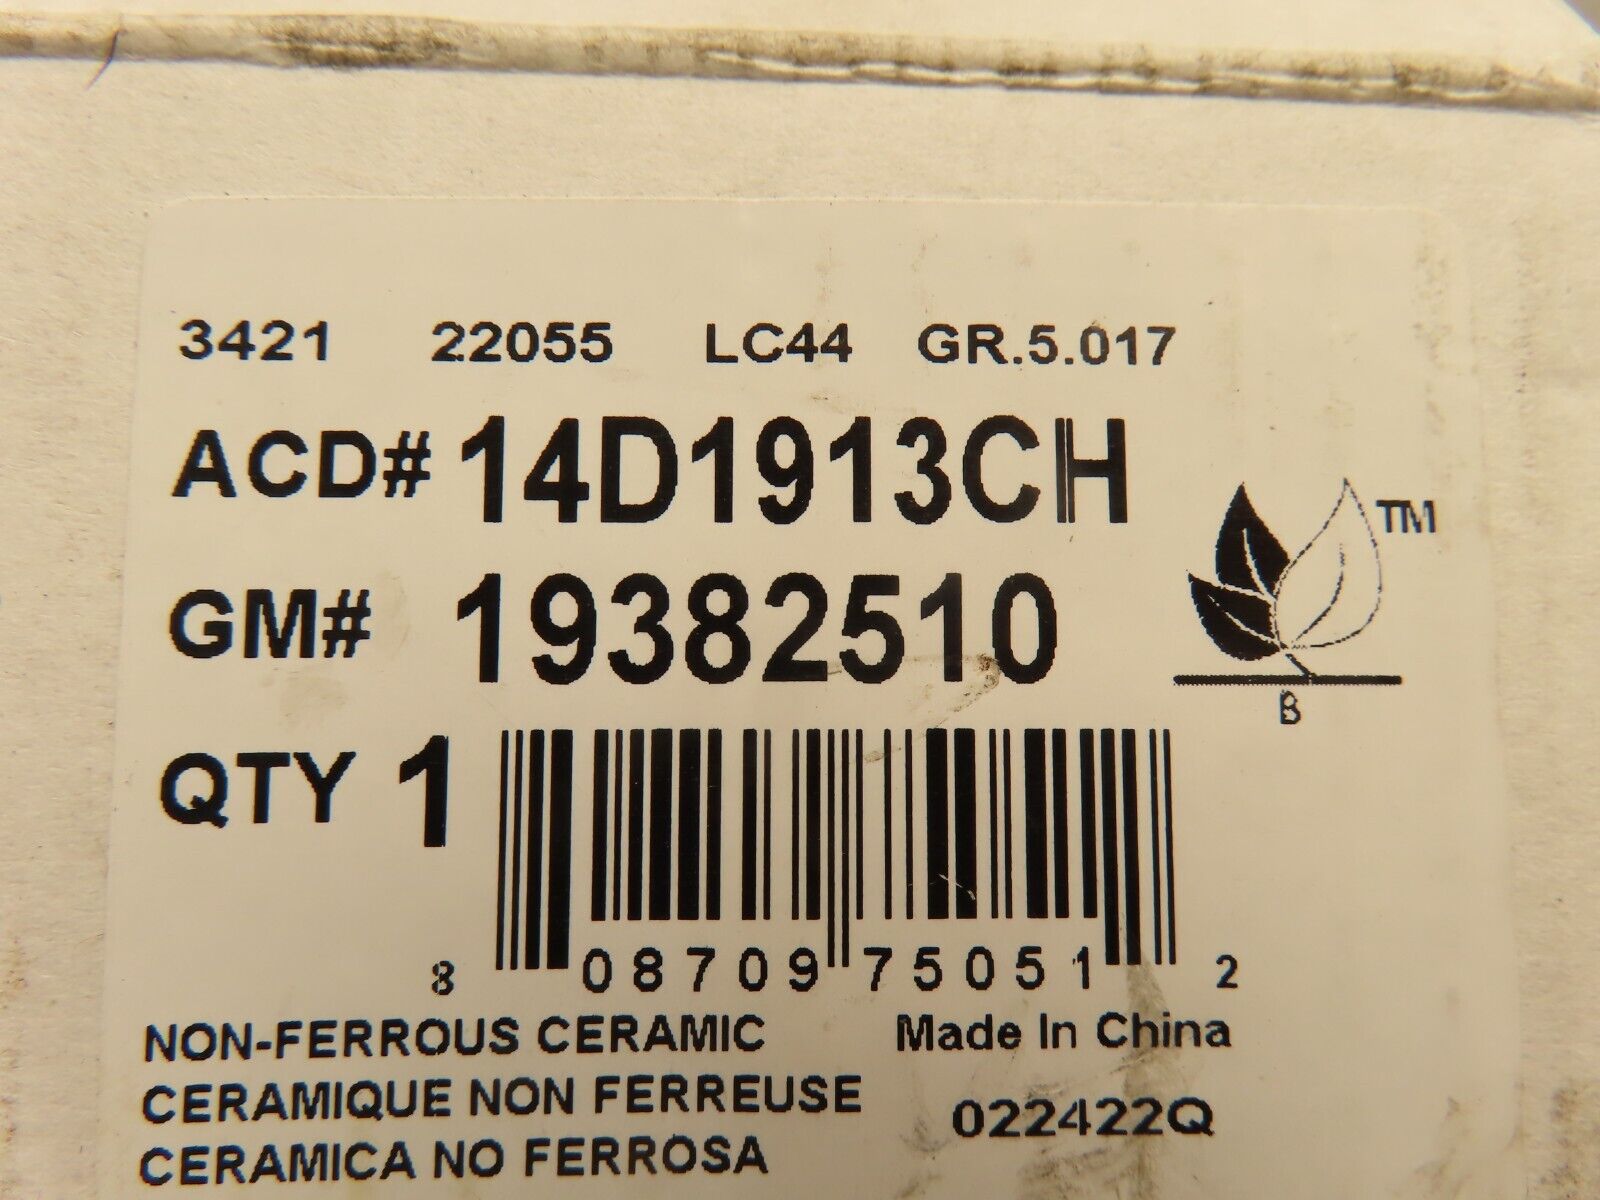 3421 22055 LC44 GR.5.017
ACD# 14D1913CH
GM# 19382510
TM
B
QTY 1
8 08709 75051 2
NON-FERROUS CERAMIC
Made In China
CERAMIQUE NON FERREUSE
022422Q
CERAMICA NO FERROSA